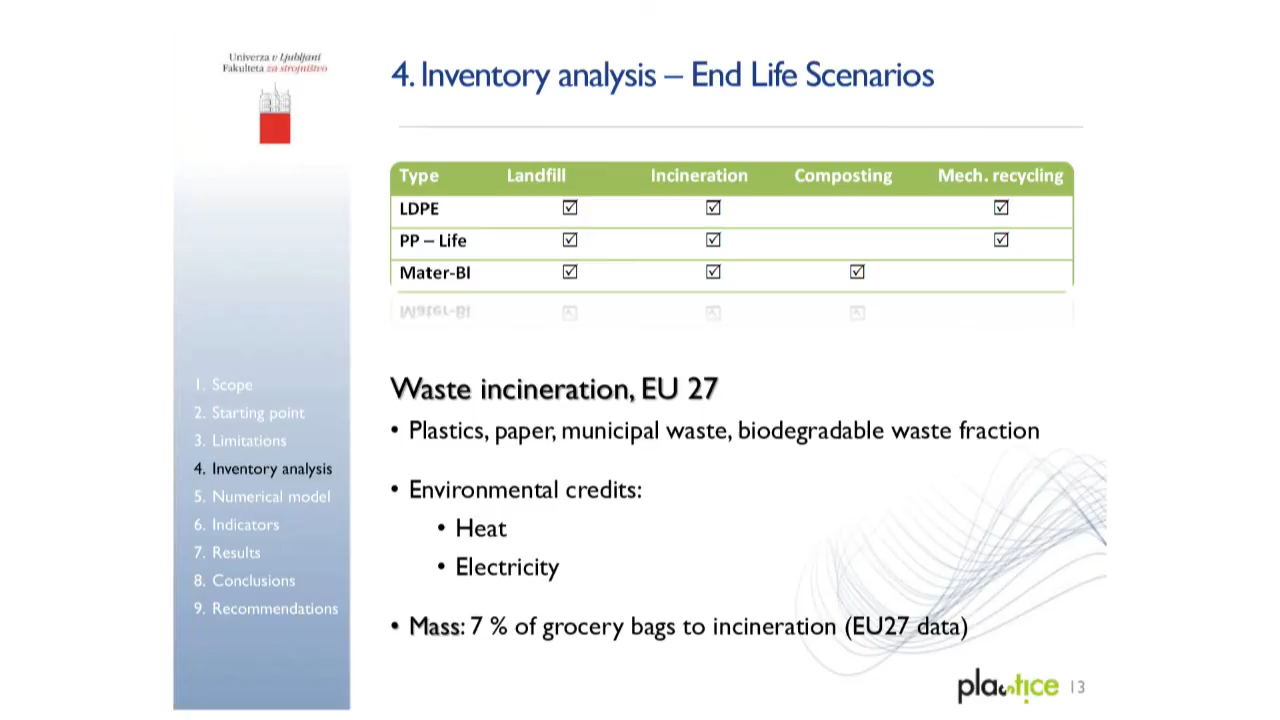 Univerza v Ljubljani
Fakulteta za strojništvo
4. Inventory analysis – End Life Scenarios
Type Landfill Incineration Composting Mech. recycling
LDPE ☑ ☑ ☑
PP – Life ☑ ☑ ☑
Mater-BI ☑ ☑ ☑
1. Scope
2. Starting point
3. Limitations
4. Inventory analysis
5. Numerical model
6. Indicators
7. Results
8. Conclusions
9. Recommendations
Waste incineration, EU 27
• Plastics, paper, municipal waste, biodegradable waste fraction
• Environmental credits:
• Heat
• Electricity
• Mass: 7 % of grocery bags to incineration (EU27 data)
plastice 13